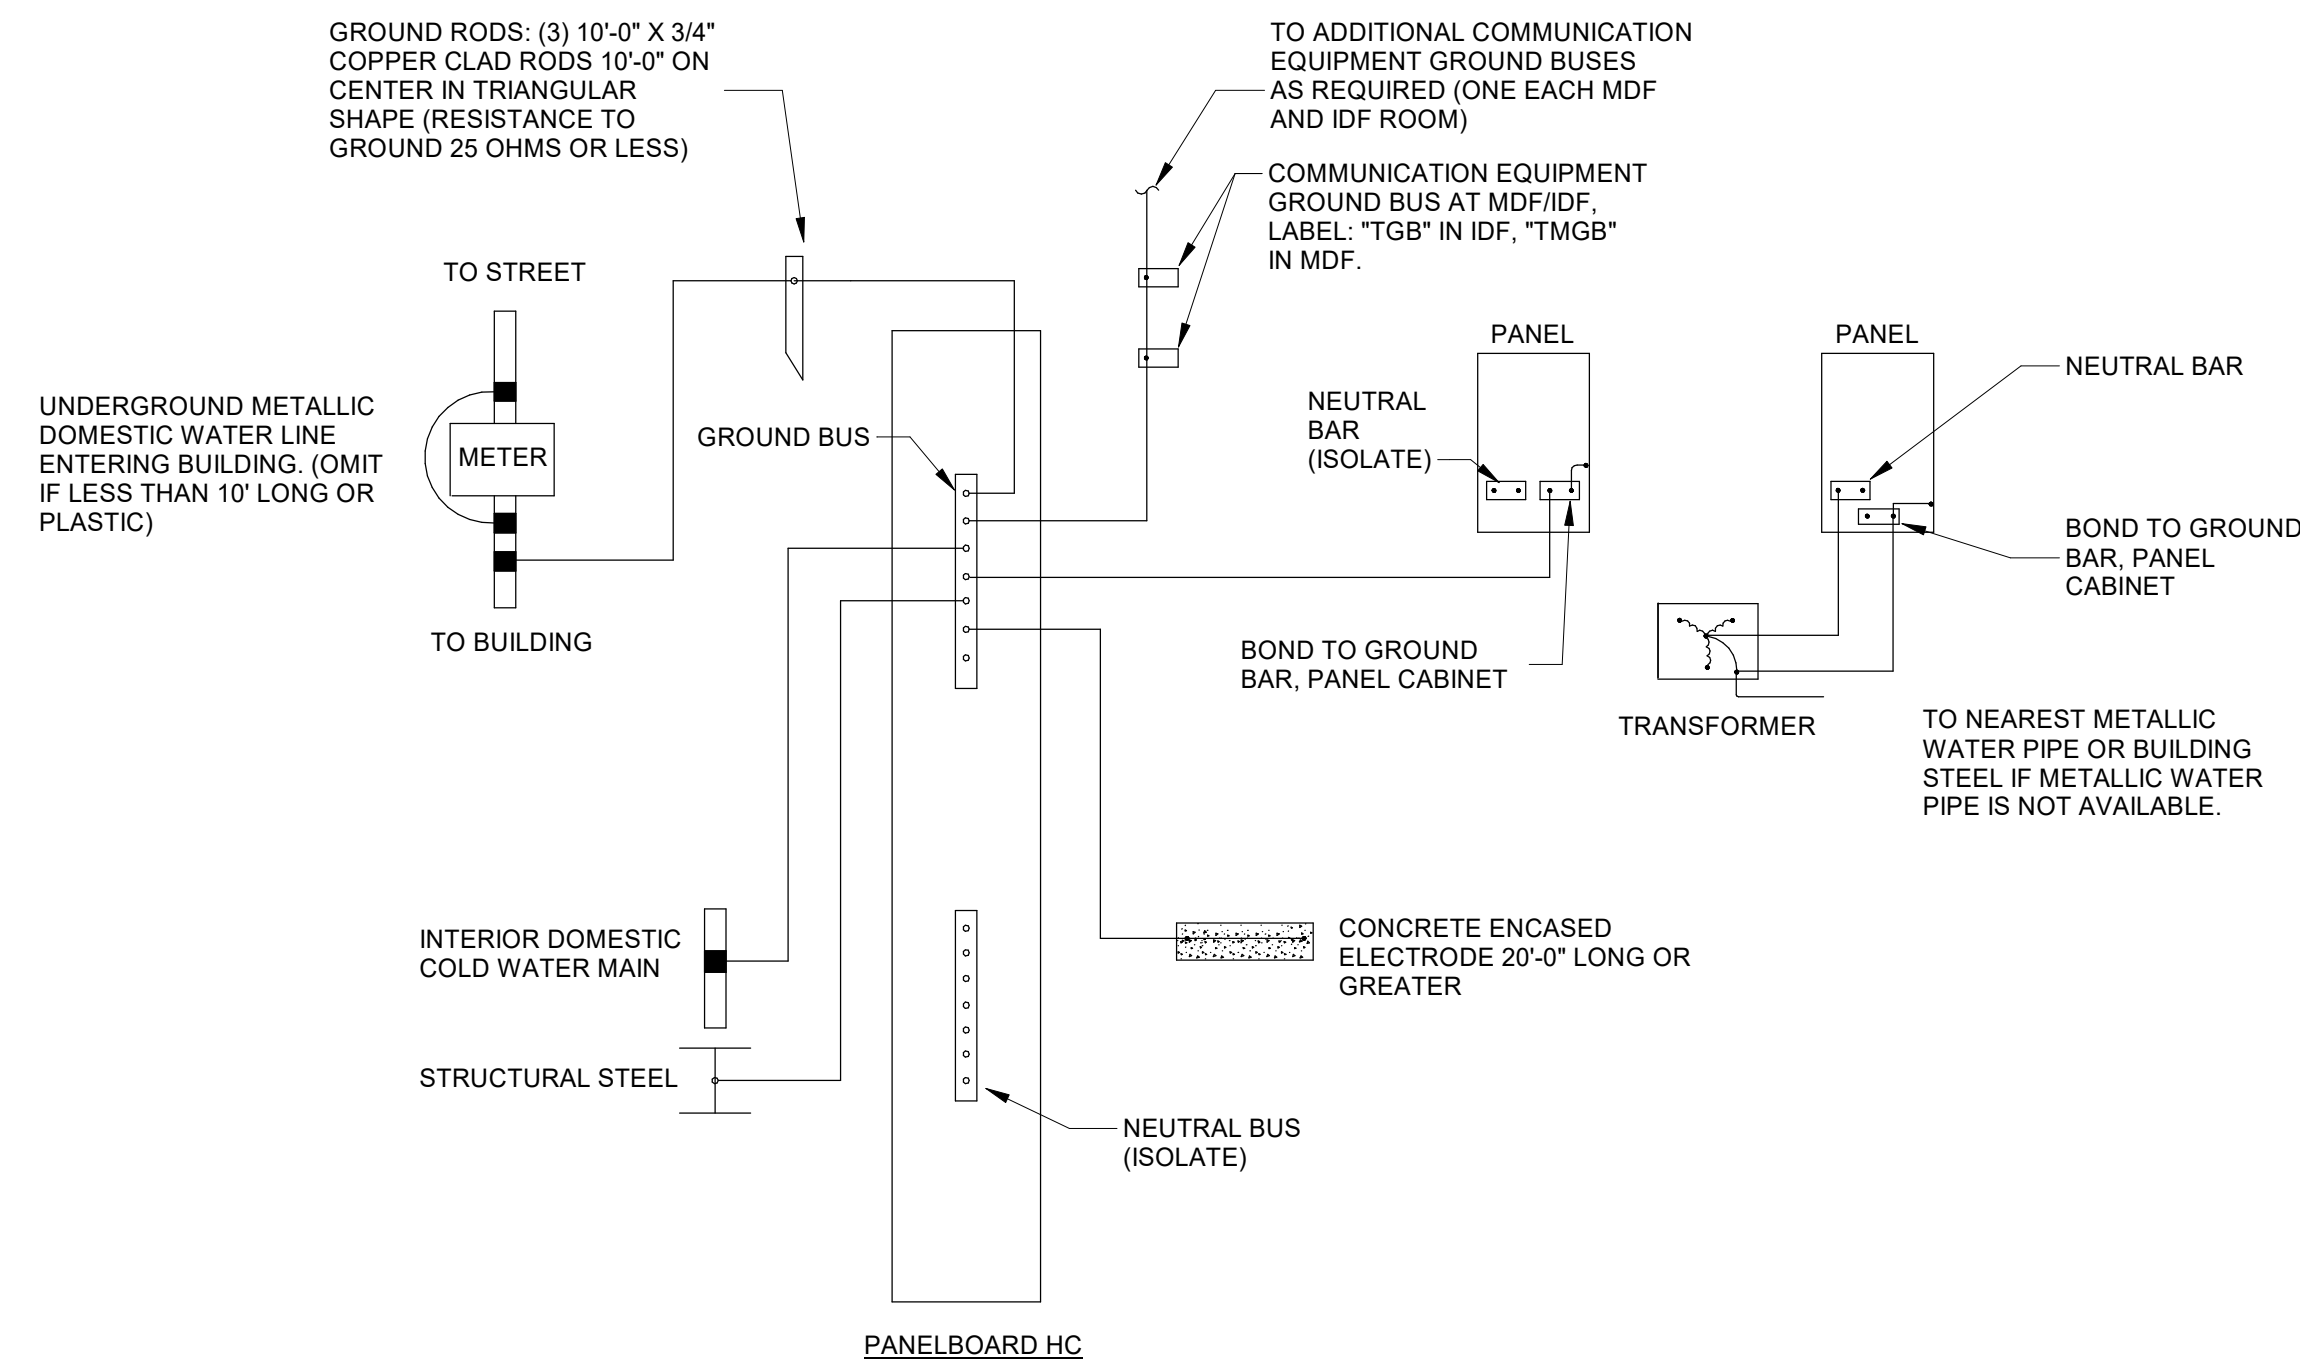 GROUND RODS: (3) 10'-0" X 3/4"
COPPER CLAD RODS 10'-0" ON
CENTER IN TRIANGULAR
SHAPE (RESISTANCE TO
GROUND 25 OHMS OR LESS)
TO ADDITIONAL COMMUNICATION
EQUIPMENT GROUND BUSES
AS REQUIRED (ONE EACH MDF
AND IDF ROOM)
COMMUNICATION EQUIPMENT
GROUND BUS AT MDF/IDF,
LABEL: "TGB" IN IDF, "TMGB"
IN MDF.
TO STREET
UNDERGROUND METALLIC
DOMESTIC WATER LINE
ENTERING BUILDING. (OMIT
IF LESS THAN 10' LONG OR
PLASTIC)
METER
TO BUILDING
GROUND BUS
PANEL
NEUTRAL
BAR
(ISOLATE)
BOND TO GROUND
BAR, PANEL CABINET
PANEL
NEUTRAL BAR
BOND TO GROUND
BAR, PANEL
CABINET
TRANSFORMER
TO NEAREST METALLIC
WATER PIPE OR BUILDING
STEEL IF METALLIC WATER
PIPE IS NOT AVAILABLE.
INTERIOR DOMESTIC
COLD WATER MAIN
STRUCTURAL STEEL
CONCRETE ENCASED
ELECTRODE 20'-0" LONG OR
GREATER
NEUTRAL BUS
(ISOLATE)
PANELBOARD HC